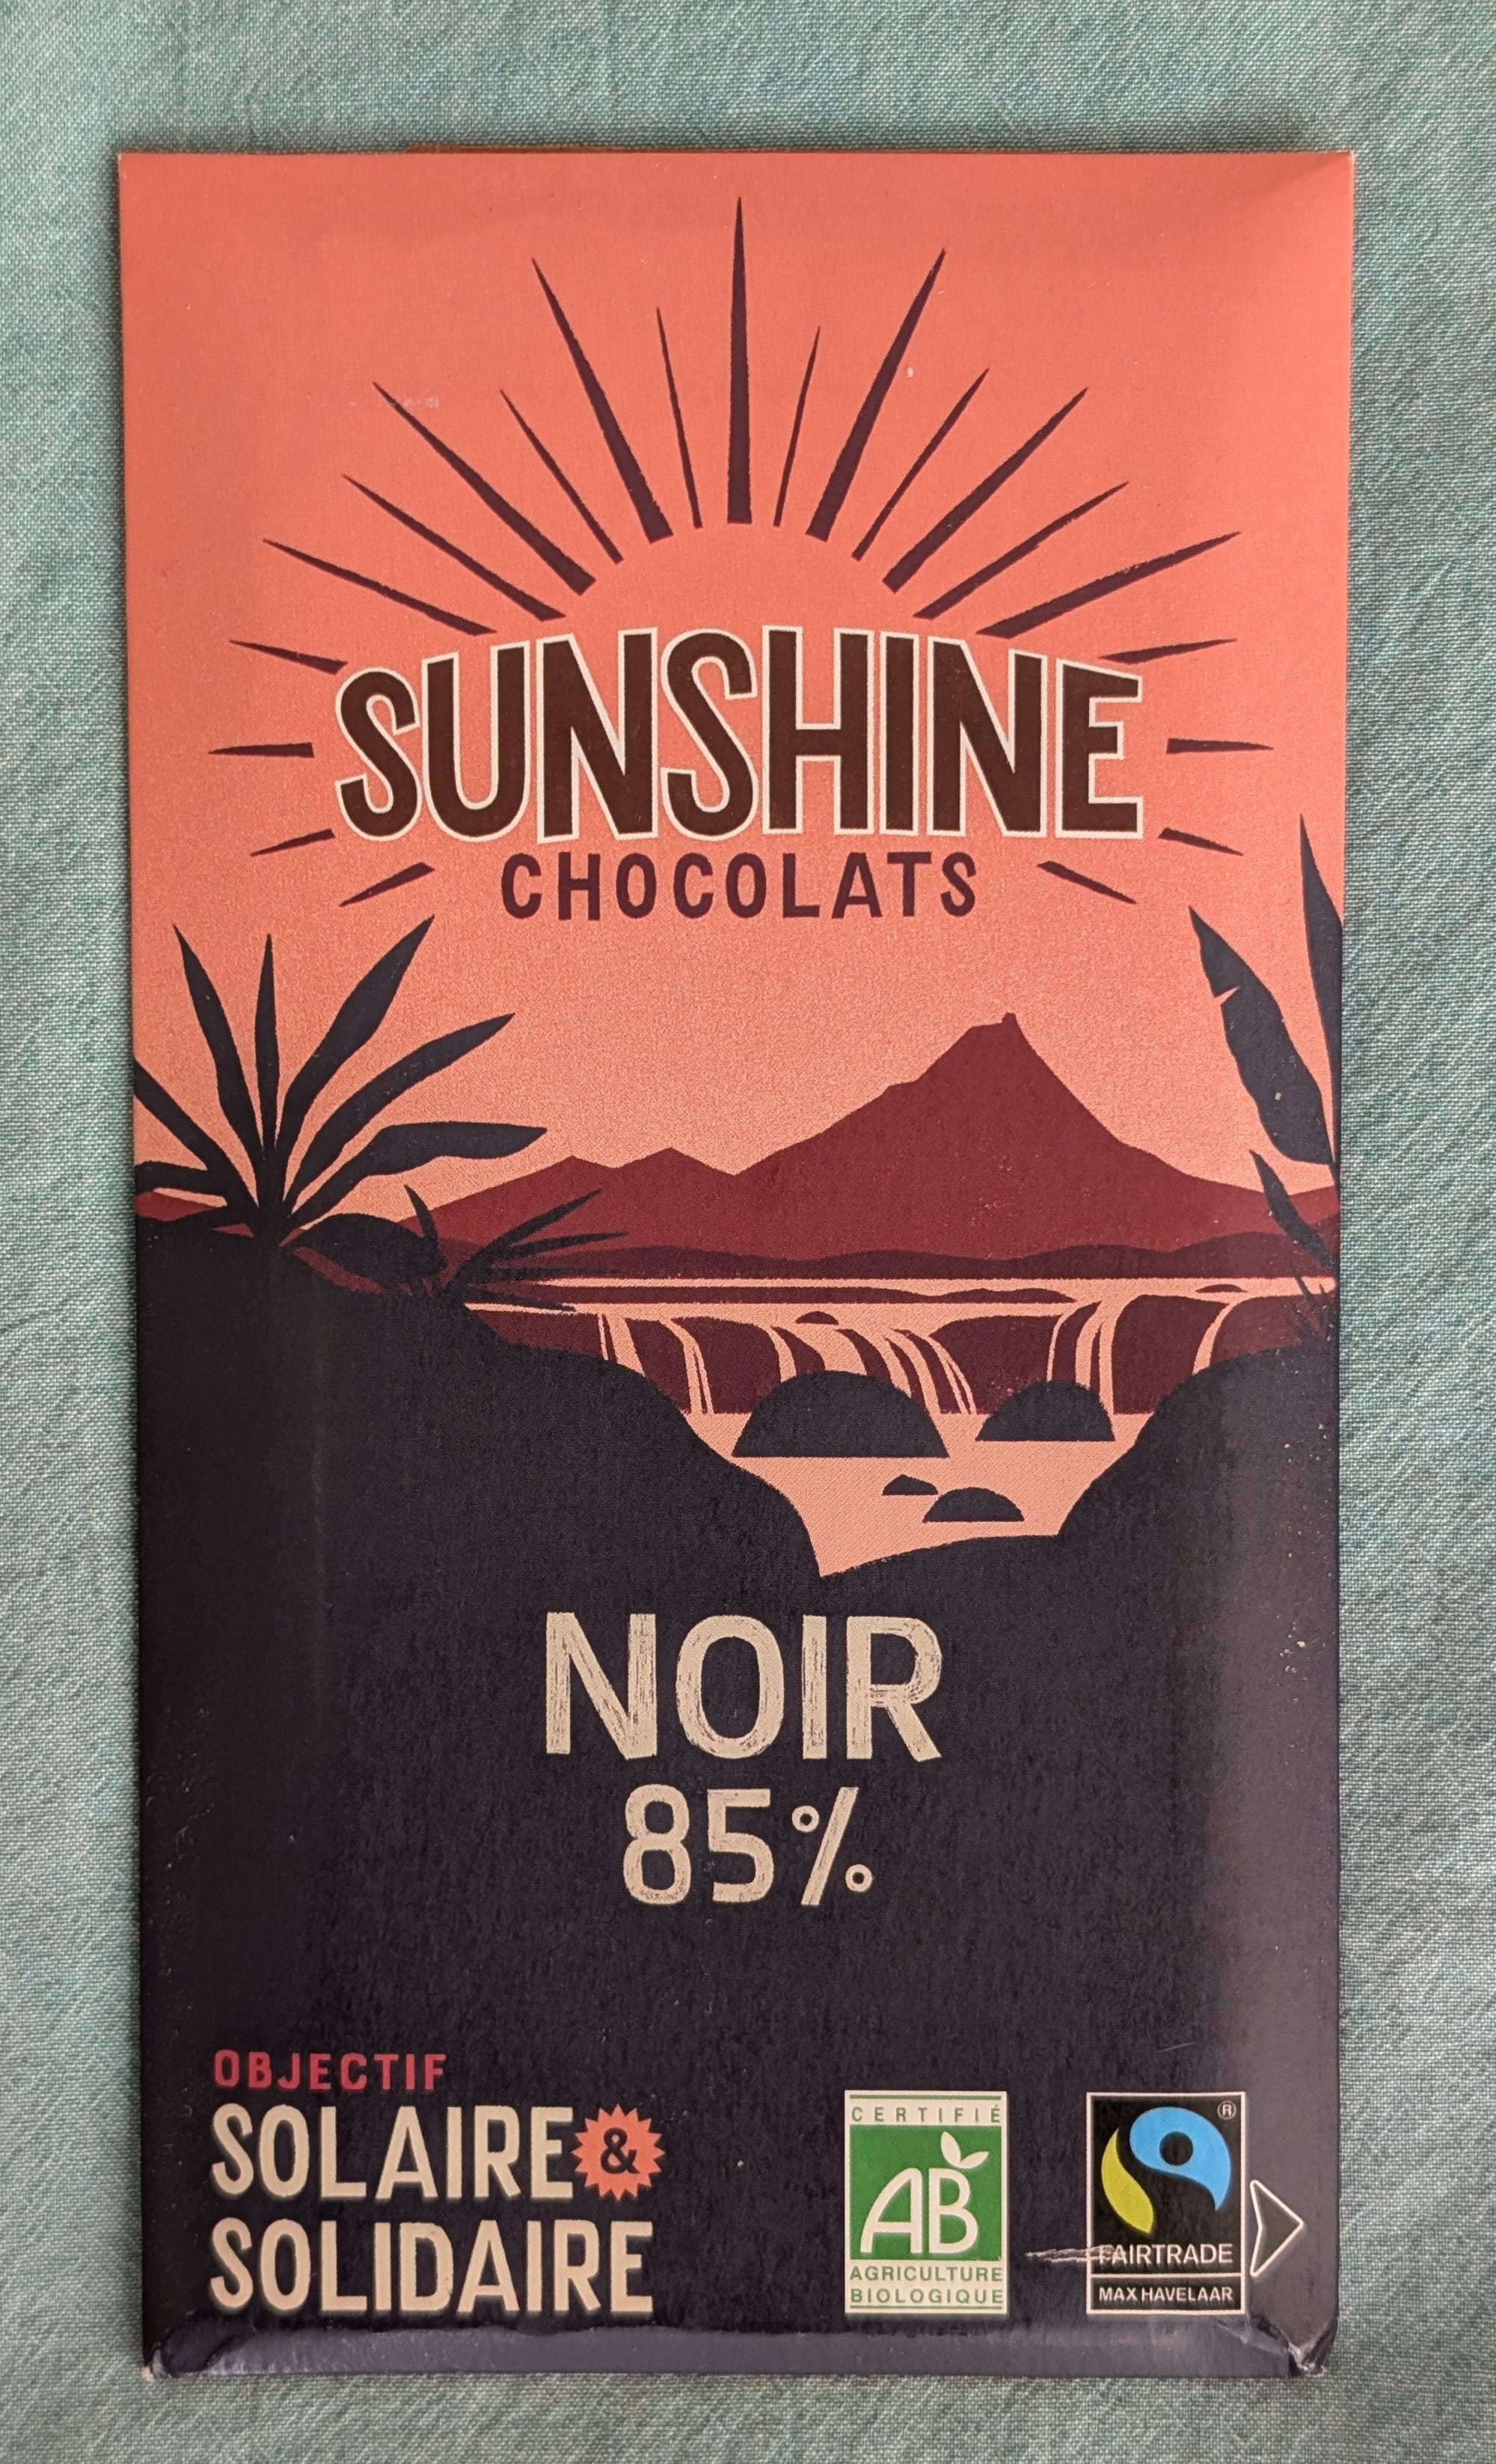 SUNSHINE
CHOCOLATS
NOIR
85%
OBJECTIF
SOLAIRE &
SOLIDAIRE
CERTIFIÉ
AB
AGRICULTURE
BIOLOGIQUE
®
FAIRTRADE
MAX HAVELAAR